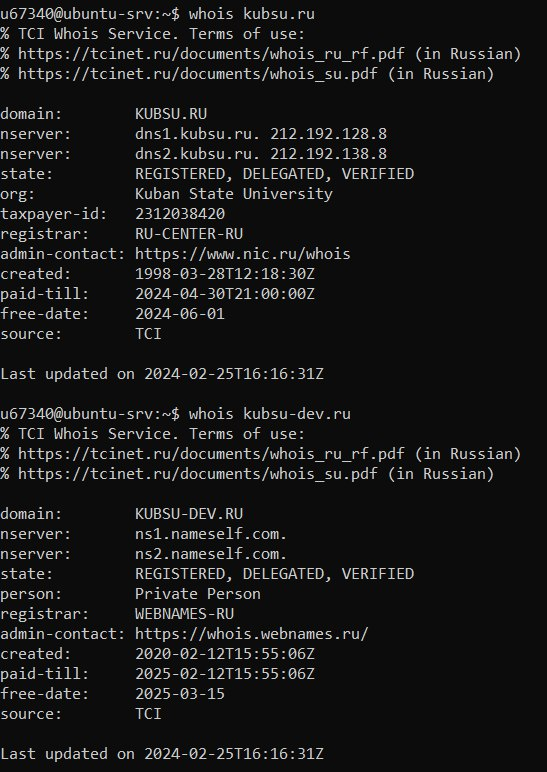 u67340@ubuntu-srv:~$ whois kubsu.ru
% TCI Whois Service. Terms of use:
% https://tcinet.ru/documents/whois_ru_rf.pdf (in Russian)
% https://tcinet.ru/documents/whois_su.pdf (in Russian)

domain:        KUBSU.RU
nserver:       dns1.kubsu.ru. 212.192.128.8
nserver:       dns2.kubsu.ru. 212.192.138.8
state:         REGISTERED, DELEGATED, VERIFIED
org:           Kuban State University
taxpayer-id:   2312038420
registrar:     RU-CENTER-RU
admin-contact: https://www.nic.ru/whois
created:       1998-03-28T12:18:30Z
paid-till:     2024-04-30T21:00:00Z
free-date:     2024-06-01
source:        TCI

Last updated on 2024-02-25T16:16:31Z

u67340@ubuntu-srv:~$ whois kubsu-dev.ru
% TCI Whois Service. Terms of use:
% https://tcinet.ru/documents/whois_ru_rf.pdf (in Russian)
% https://tcinet.ru/documents/whois_su.pdf (in Russian)

domain:        KUBSU-DEV.RU
nserver:       ns1.nameself.com.
nserver:       ns2.nameself.com.
state:         REGISTERED, DELEGATED, VERIFIED
person:        Private Person
registrar:     WEBNAMES-RU
admin-contact: https://whois.webnames.ru/
created:       2020-02-12T15:55:06Z
paid-till:     2025-02-12T15:55:06Z
free-date:     2025-03-15
source:        TCI

Last updated on 2024-02-25T16:16:31Z